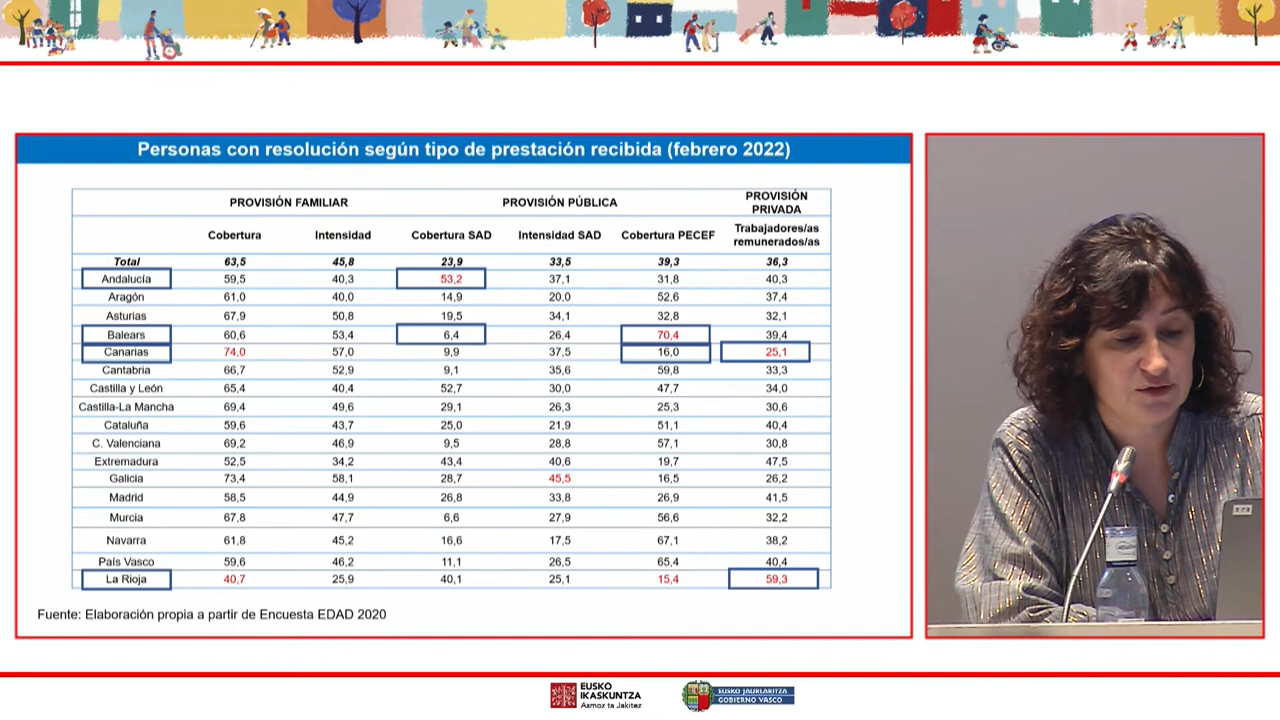 Personas con resolución según tipo de prestación recibida (febrero 2022)
PROVISIÓN FAMILIAR PROVISIÓN PÚBLICA PROVISIÓN PRIVADA
Cobertura Intensidad Cobertura SAD Intensidad SAD Cobertura PECEF Trabajadores/as remunerados/as
Total 63,5 45,8 23,9 33,5 39,3 36,3
Andalucía 59,5 40,3 53,2 37,1 31,8 40,3
Aragón 61,0 40,0 14,9 20,0 52,6 37,4
Asturias 67,9 50,8 19,5 34,1 32,8 32,1
Balears 60,6 53,4 6,4 26,4 70,4 39,4
Canarias 74,0 57,0 9,9 37,5 16,0 25,1
Cantabria 66,7 52,9 9,1 35,6 59,8 33,3
Castilla y León 65,4 40,4 52,7 30,0 47,7 34,0
Castilla-La Mancha 69,4 49,6 29,1 26,3 25,3 30,6
Cataluña 59,6 43,7 25,0 21,9 51,1 40,4
C. Valenciana 69,2 46,9 9,5 28,8 57,1 30,8
Extremadura 52,5 34,2 43,4 40,6 19,7 47,5
Galicia 73,4 58,1 28,7 45,5 16,5 26,2
Madrid 58,5 44,9 26,8 33,8 26,9 41,5
Murcia 67,8 47,7 6,6 27,9 56,6 32,2
Navarra 61,8 45,2 16,6 17,5 67,1 38,2
País Vasco 59,6 46,2 11,1 26,5 65,4 40,4
La Rioja 40,7 25,9 40,1 25,1 15,4 59,3
Fuente: Elaboración propia a partir de Encuesta EDAD 2020
EUSKO
IKASKUNTZA
Asmoz ta Jakitez
EUSKO JAURLARITZA
GOBIERNO VASCO